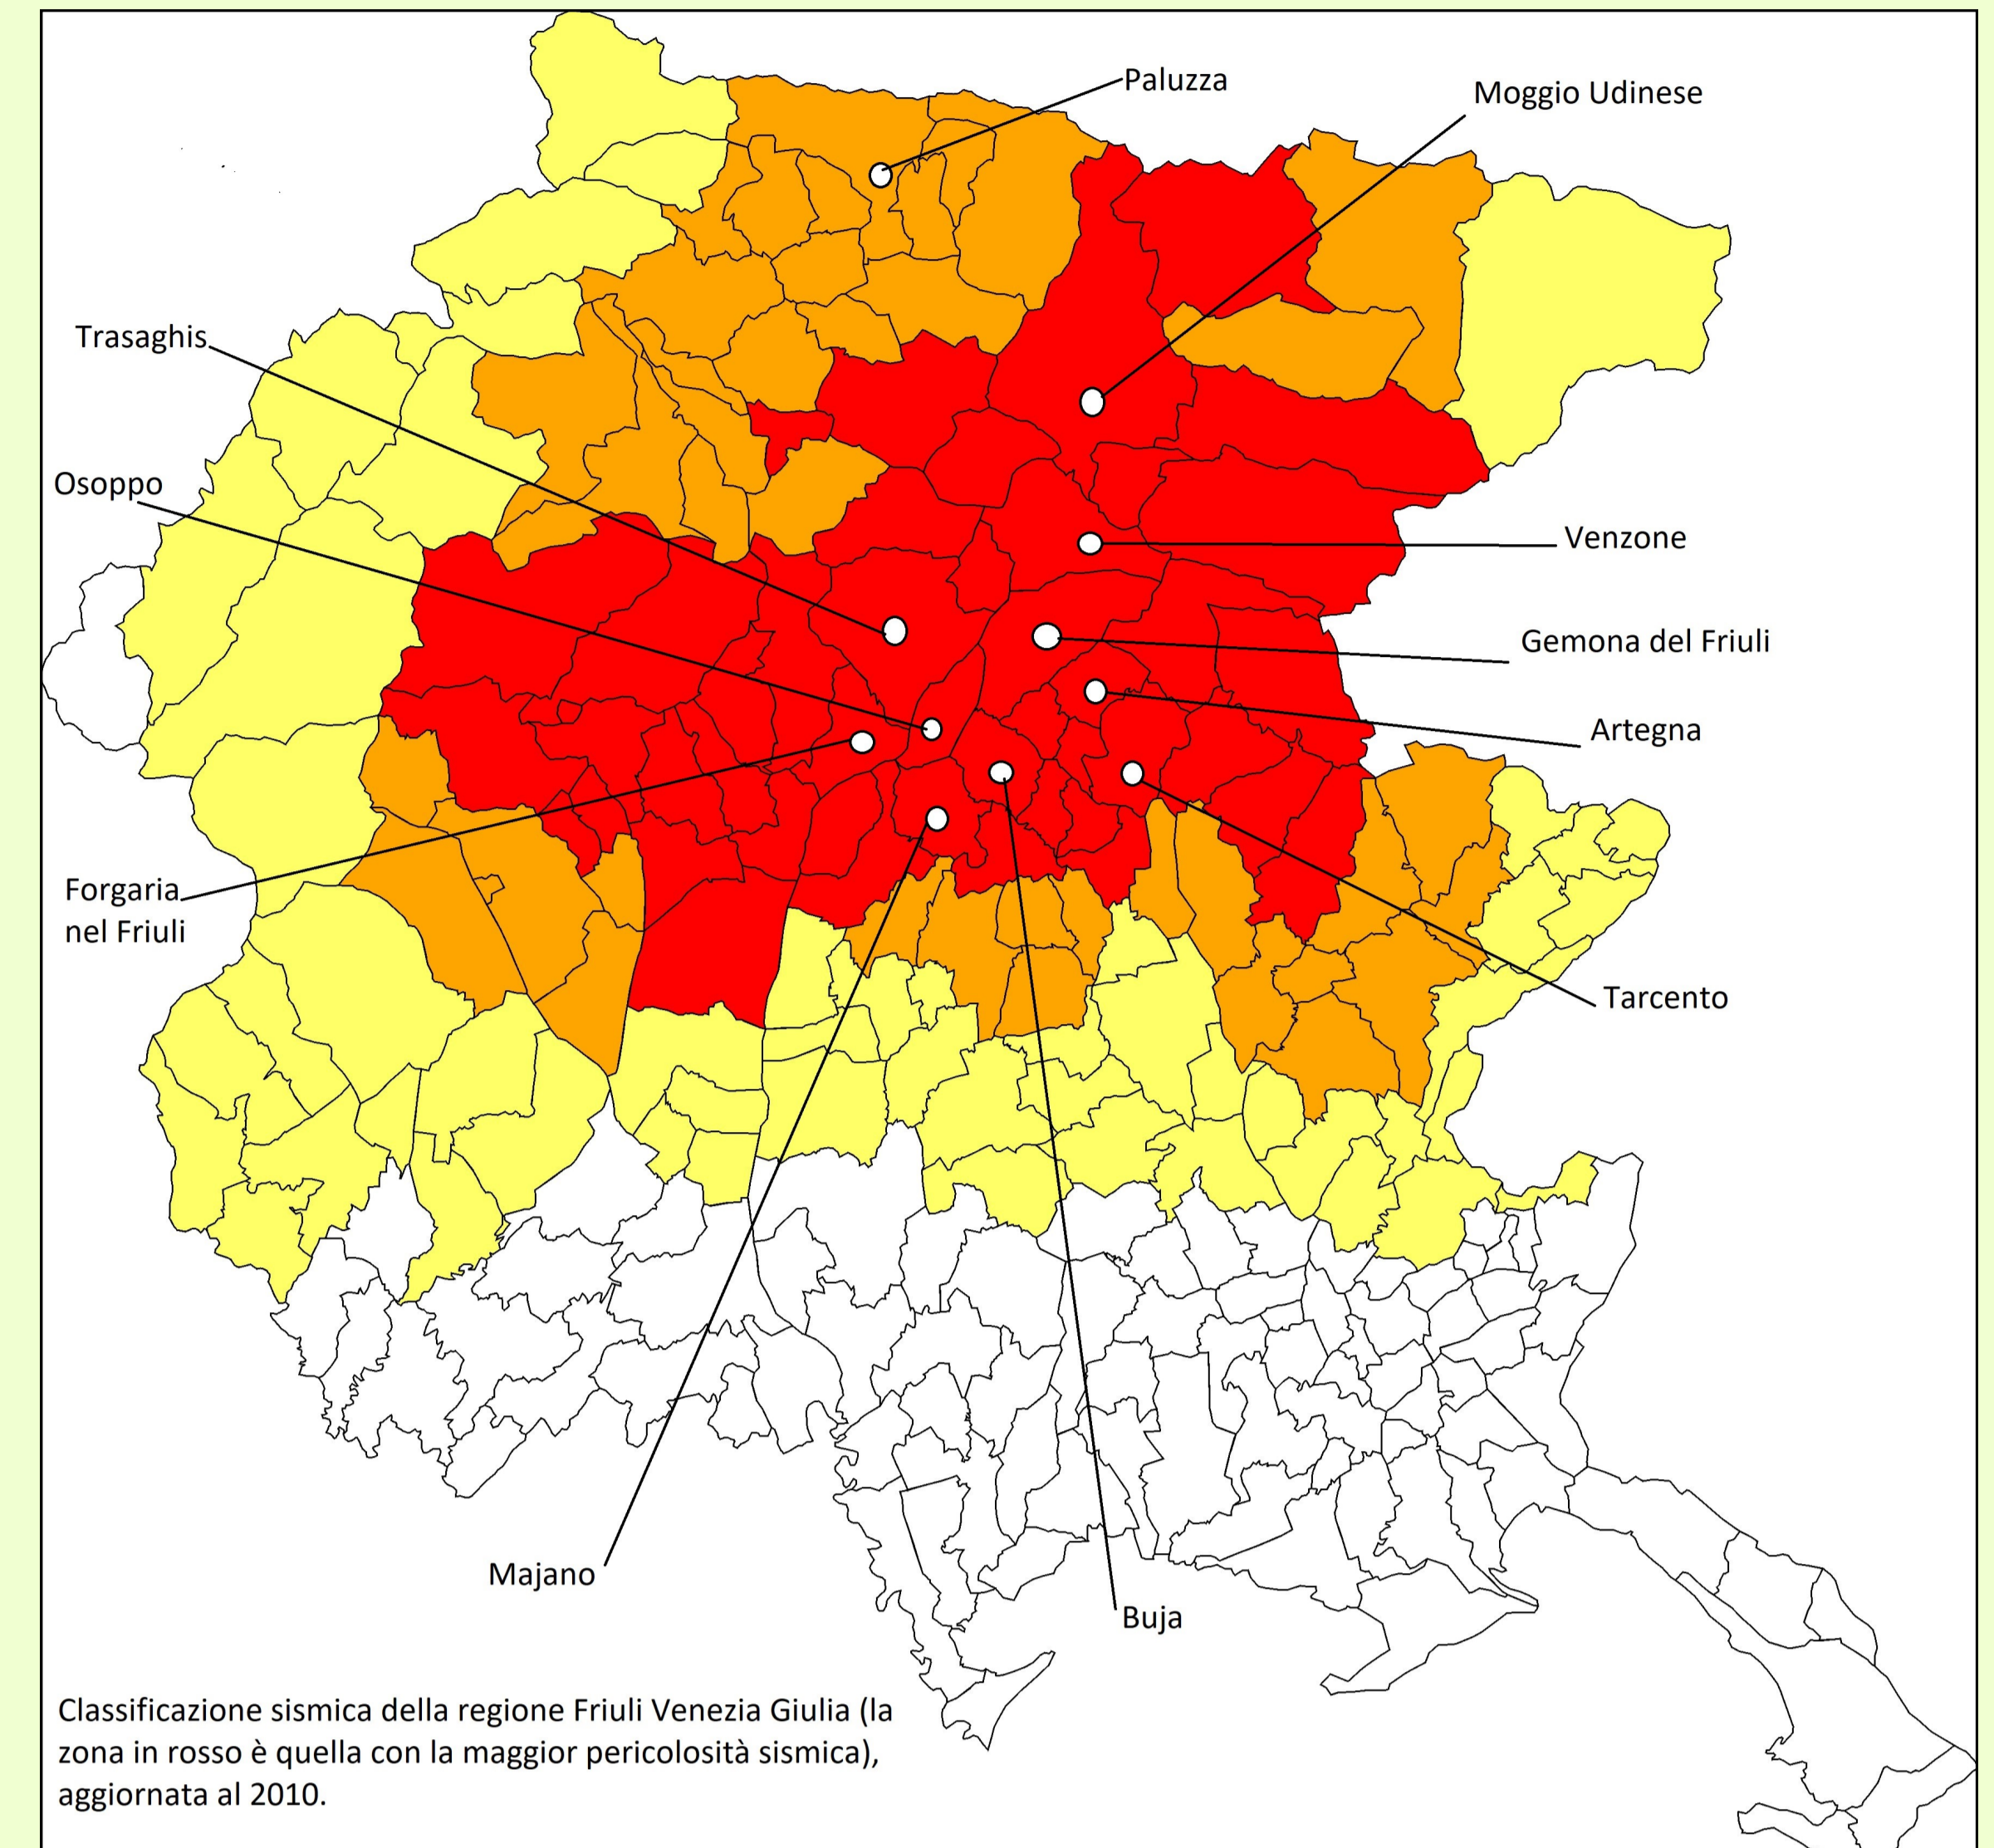 Paluzza
Moggio Udinese
Trasaghis
Osoppo
Venzone
Gemona del Friuli
Artegna
Forgaria
nel Friuli
Tarcento
Majano
Buja
Classificazione sismica della regione Friuli Venezia Giulia (la
zona in rosso è quella con la maggior pericolosità sismica),
aggiornata al 2010.